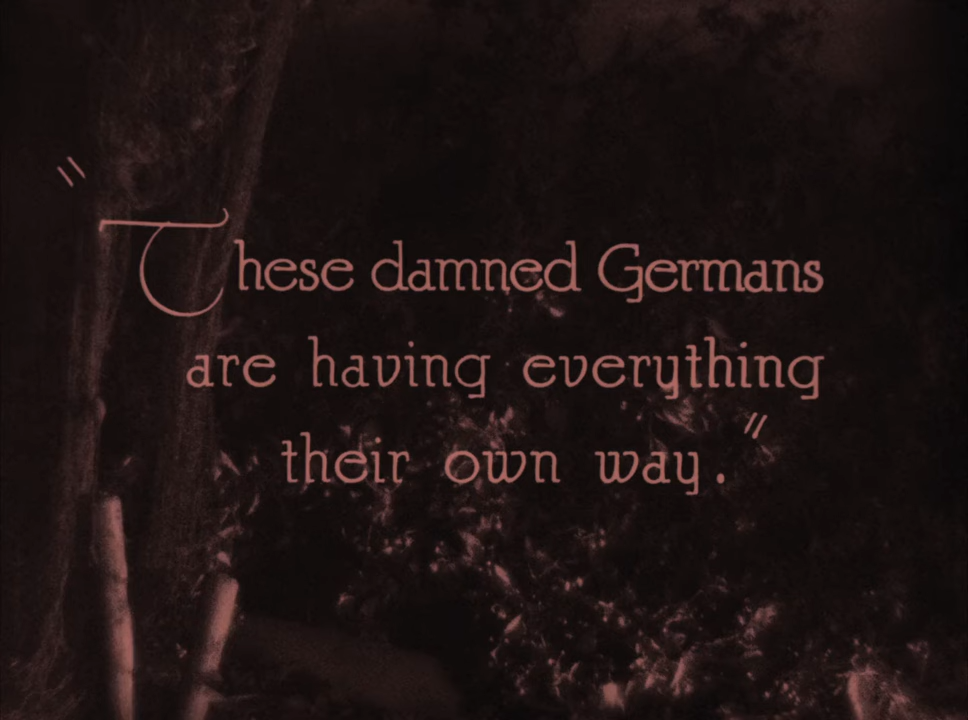 "These damned Germans
are having everything
their own way."